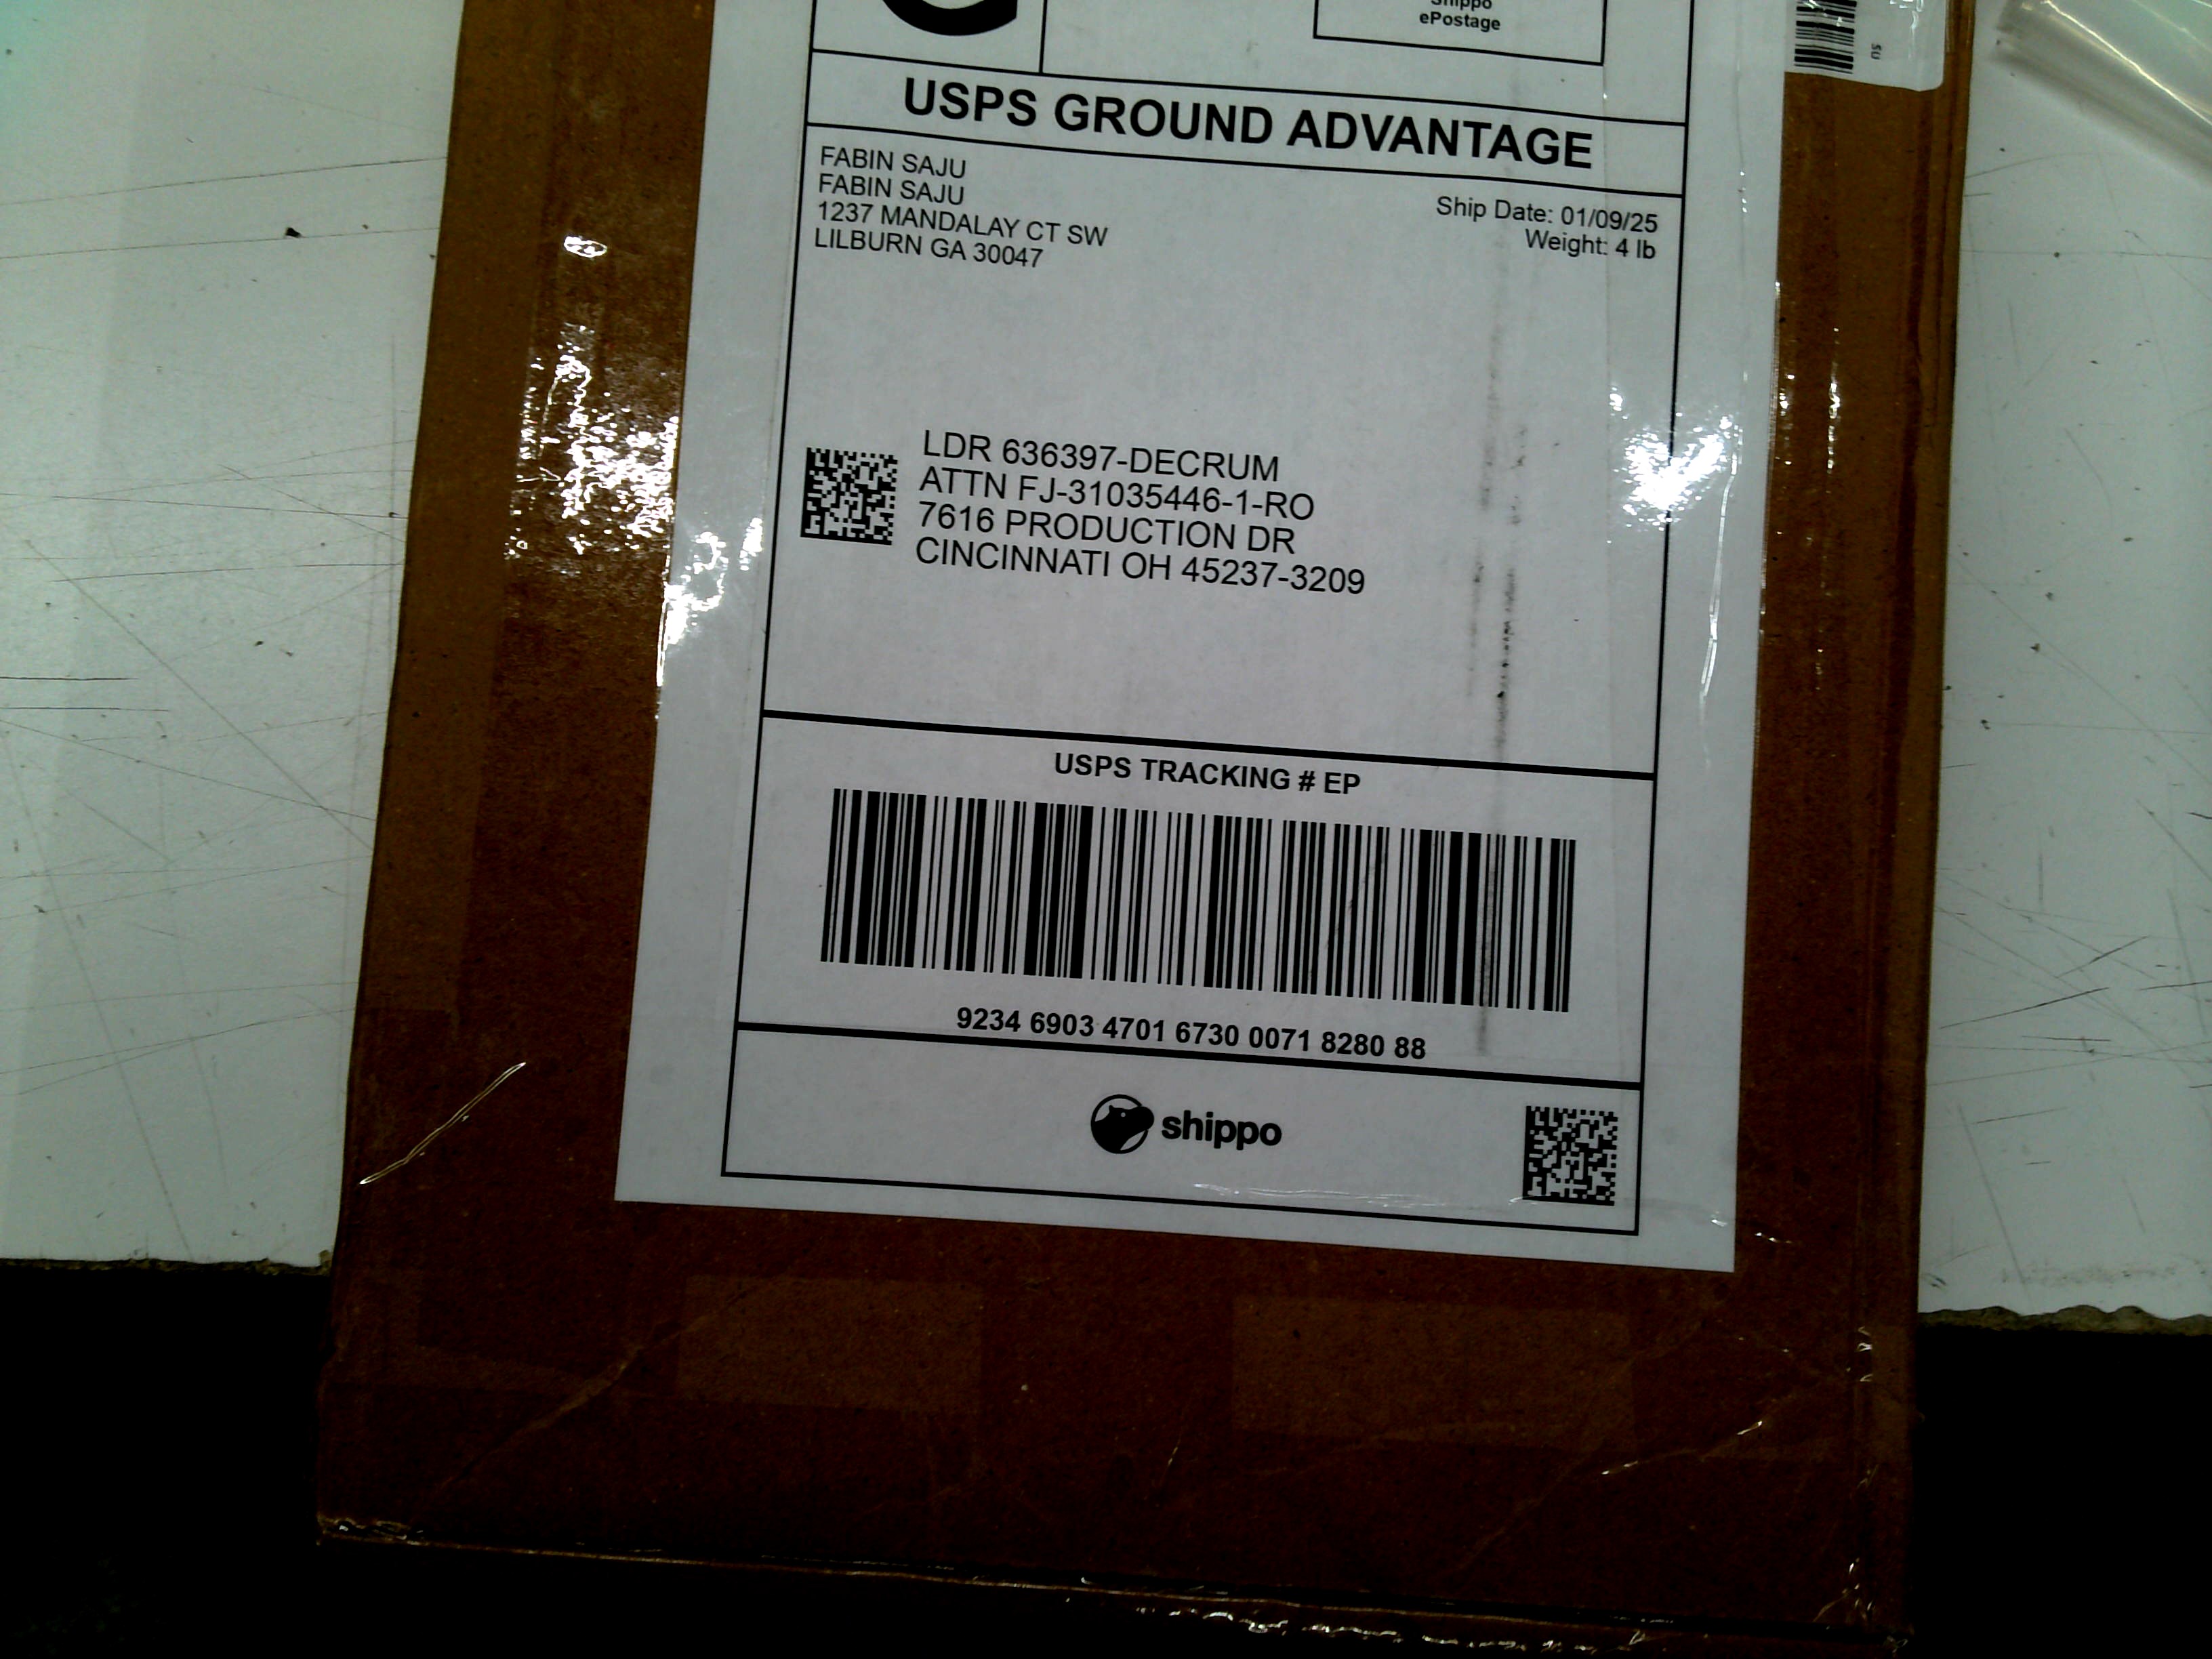 Shippo
ePostage
USPS GROUND ADVANTAGE
FABIN SAJU
FABIN SAJU
1237 MANDALAY CT SW
LILBURN GA 30047
Ship Date: 01/09/25
Weight: 4 lb
LDR 636397-DECRUM
ATTN FJ-31035446-1-RO
7616 PRODUCTION DR
CINCINNATI OH 45237-3209
USPS TRACKING # EP
9234 6903 4701 6730 0071 8280 88
shippo